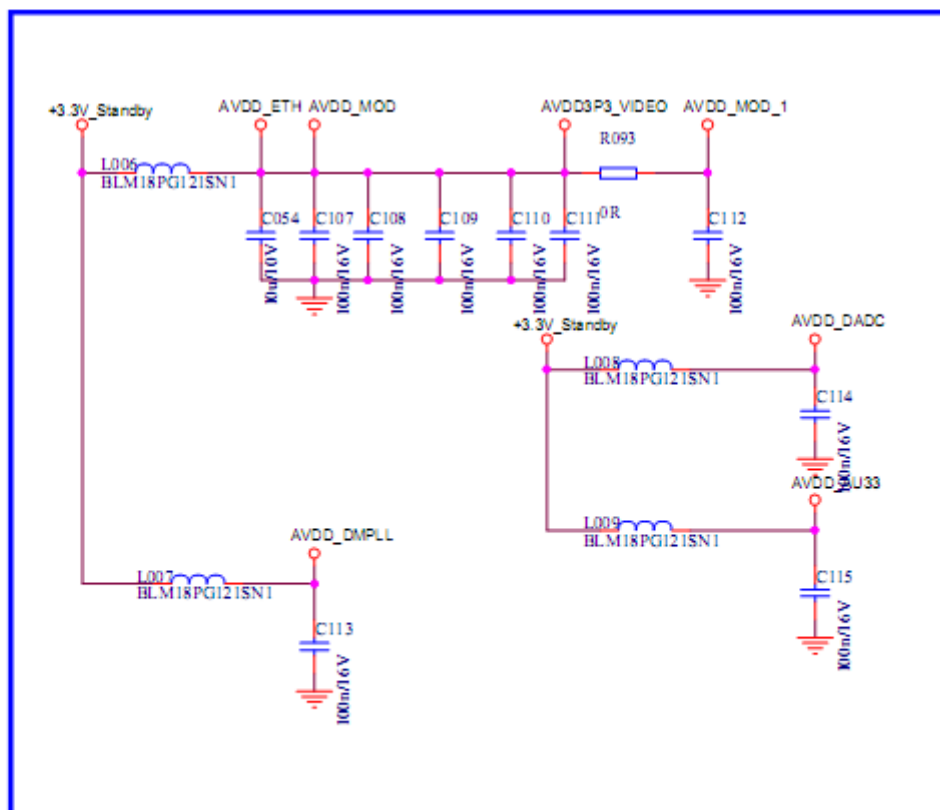 +3.3V_Standby
AVDD_ETH
AVDD_MOD
AVDD3P3_VIDEO
AVDD_MOD_1
R093
0R
L006
BLM18PG121SN1
C054
10u/10V
C107
100n/16V
C108
100n/16V
C109
100n/16V
C110
100n/16V
C111
100n/16V
C112
100n/16V
+3.3V_Standby
AVDD_DADC
L008
BLM18PG121SN1
C114
100n/16V
L009
BLM18PG121SN1
C115
100n/16V
AVDD_DMPLL
L007
BLM18PG121SN1
C113
100n/16V